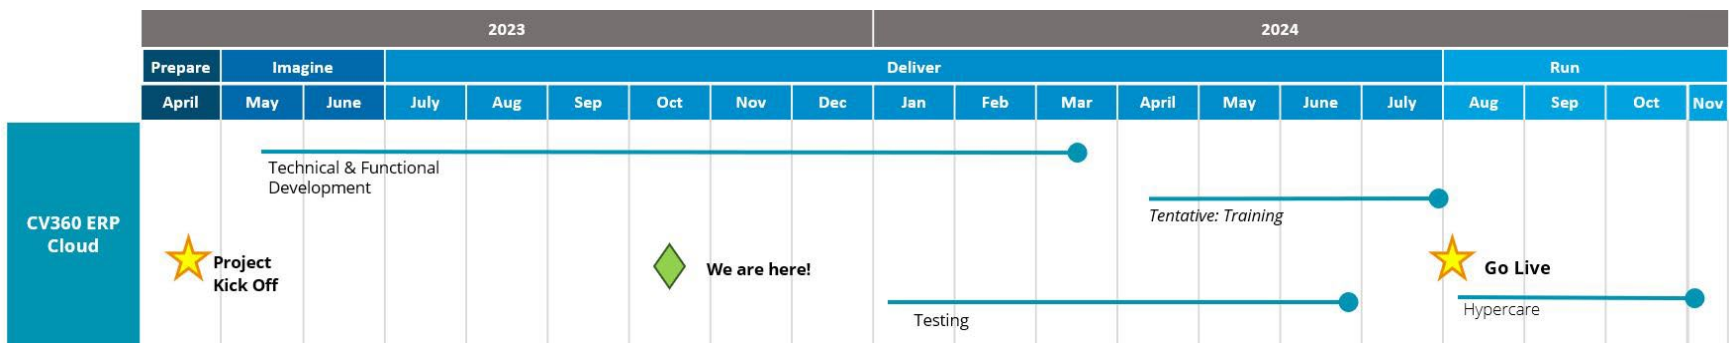 2023 2024
Prepare Imagine Deliver Run
April May June July Aug Sep Oct Nov Dec Jan Feb Mar April May June July Aug Sep Oct Nov
CV360 ERP
Cloud
Technical & Functional
Development
Tentative: Training
Project
Kick Off
We are here!
Go Live
Testing
Hypercare